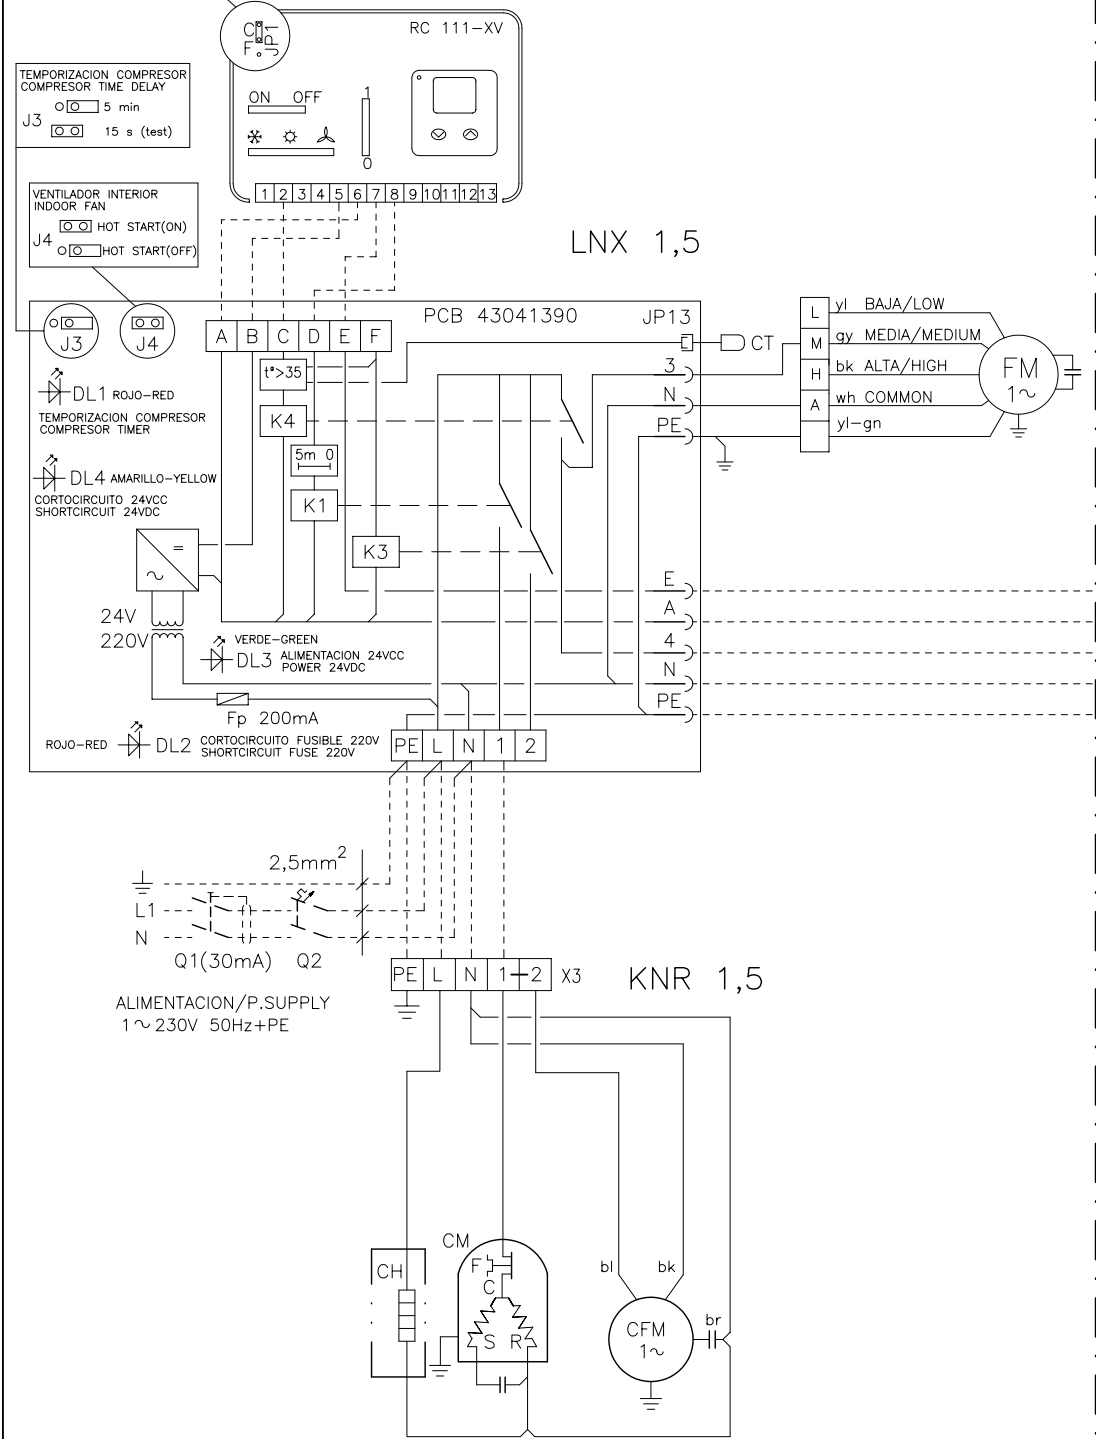 C
F
JP1
RC 111-XV
ON OFF
1
0
1 2 3 4 5 6 7 8 9 10 11 12 13
TEMPORIZACION COMPRESOR
COMPRESOR TIME DELAY
J3
5 min
15 s (test)
VENTILADOR INTERIOR
INDOOR FAN
J4
HOT START(ON)
HOT START(OFF)
LNX 1,5
PCB 43041390
J3
J4
A B C D E F
JP13
CT
t°>35
K4
5m 0
K1
K3
DL1 ROJO-RED
TEMPORIZACION COMPRESOR
COMPRESOR TIMER
DL4 AMARILLO-YELLOW
CORTOCIRCUITO 24VCC
SHORTCIRCUIT 24VDC
=
~
24V
220V
VERDE-GREEN
DL3 ALIMENTACION 24VCC
POWER 24VDC
Fp 200mA
ROJO-RED
DL2 CORTOCIRCUITO FUSIBLE 220V
SHORTCIRCUIT FUSE 220V
3
N
PE
E
A
4
N
PE
L yl BAJA/LOW
M gy MEDIA/MEDIUM
H bk ALTA/HIGH
A wh COMMON
yl-gn
FM
1~
PE L N 1 2
2,5mm²
L1
N
Q1(30mA) Q2
ALIMENTACION/P.SUPPLY
1~230V 50Hz+PE
PE L N 1 2 X3
KNR 1,5
CH
CM
F
C
S R
bl bk
CFM
1~
br